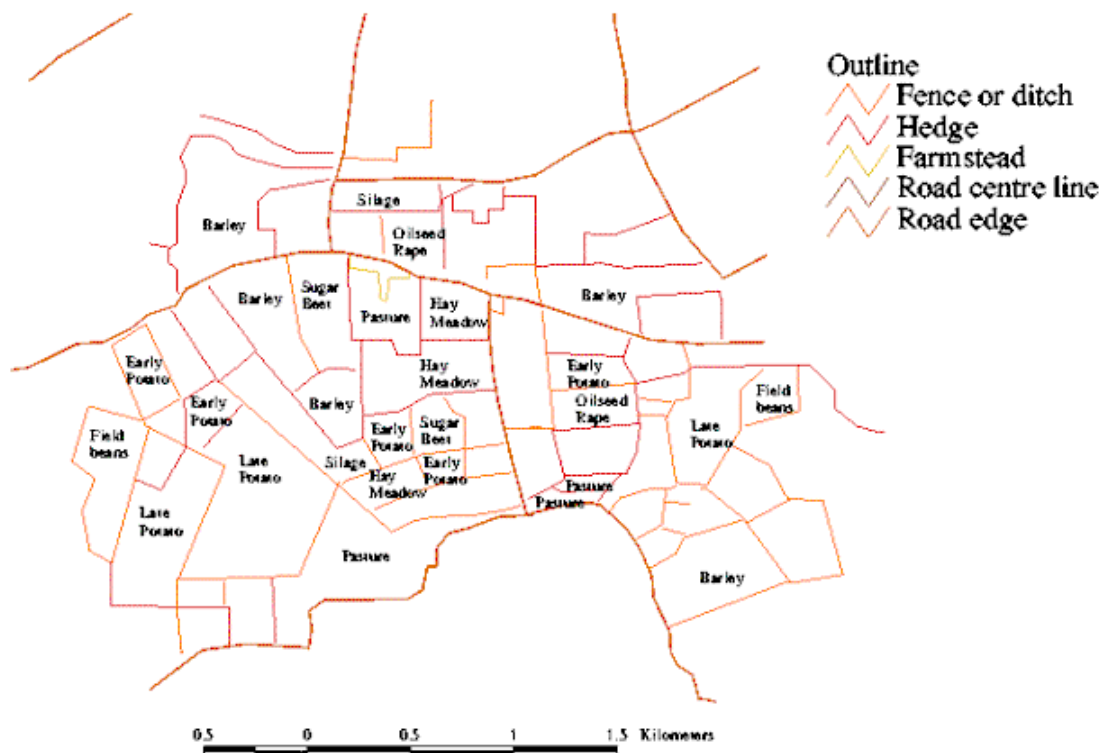 Outline
Fence or ditch
Hedge
Farmstead
Road centre line
Road edge
Silage
Barley
Oilseed
Rape
Barley
Sugar
Beet
Pasture
Hay
Meadow
Barley
Early
Potato
Hay
Meadow
Early
Potato
Field
beans
Early
Potato
Barley
Oilseed
Rape
Early
Potato
Sugar
Beet
Late
Potato
Field
beans
Late
Potato
Silage
Hay
Meadow
Early
Potato
Pasture
Pasture
Late
Potato
Pasture
Barley
0.5 0 0.5 1 1.5 Kilometers